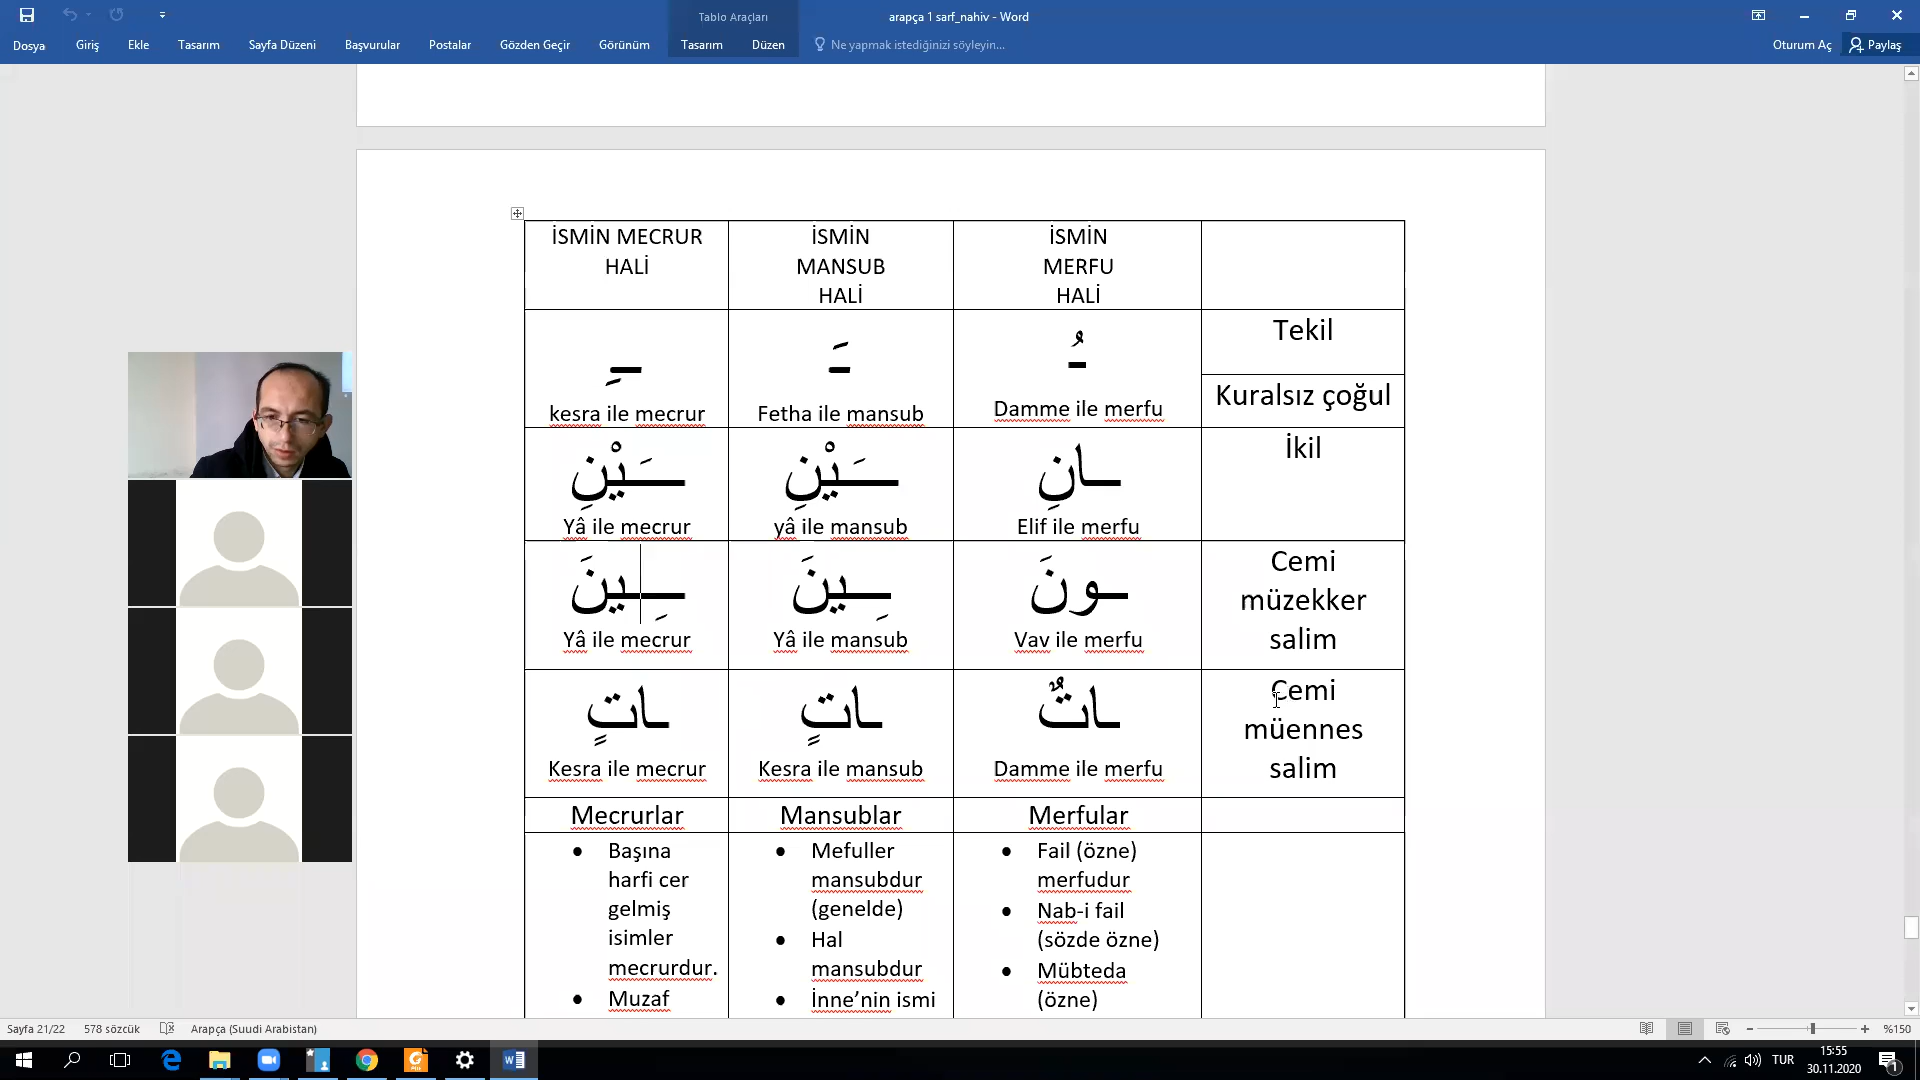 Tablo Araçları
arapça 1 sarf_nahiv - Word
Dosya
Giriş
Ekle
Tasarım
Sayfa Düzeni
Başvurular
Postalar
Gözden Geçir
Görünüm
Tasarım
Düzen
Ne yapmak istediğinizi söyleyin...
Oturum Aç
Paylaş
İSMİN MECRUR
HALİ
İSMİN
MANSUB
HALİ
İSMİN
MERFU
HALİ
ـِ
kesra ile mecrur
ـَ
Fetha ile mansub
ـُ
Damme ile merfu
Tekil
Kuralsız çoğul
ـَـيْنِ
Yâ ile mecrur
ـَـيْنِ
yâ ile mansub
ـانِ
Elif ile merfu
İkil
ـِـينَ
Yâ ile mecrur
ـِـينَ
Yâ ile mansub
ـونَ
Vav ile merfu
Cemi
müzekker
salim
ـاتٍ
Kesra ile mecrur
ـاتٍ
Kesra ile mansub
ـاتٌ
Damme ile merfu
Cemi
müennes
salim
Mecrurlar
Mansublar
Merfular
• Başına
harfi cer
gelmiş
isimler
mecrurdur.
• Muzaf
• Mefuller
mansubdur
(genelde)
• Hal
mansubdur
• İnne’nin ismi
• Fail (özne)
merfudur
• Nab-i fail
(sözde özne)
• Mübteda
(özne)
Sayfa 21/22
578 sözcük
Arapça (Suudi Arabistan)
%150
TUR
15:55
30.11.2020
1